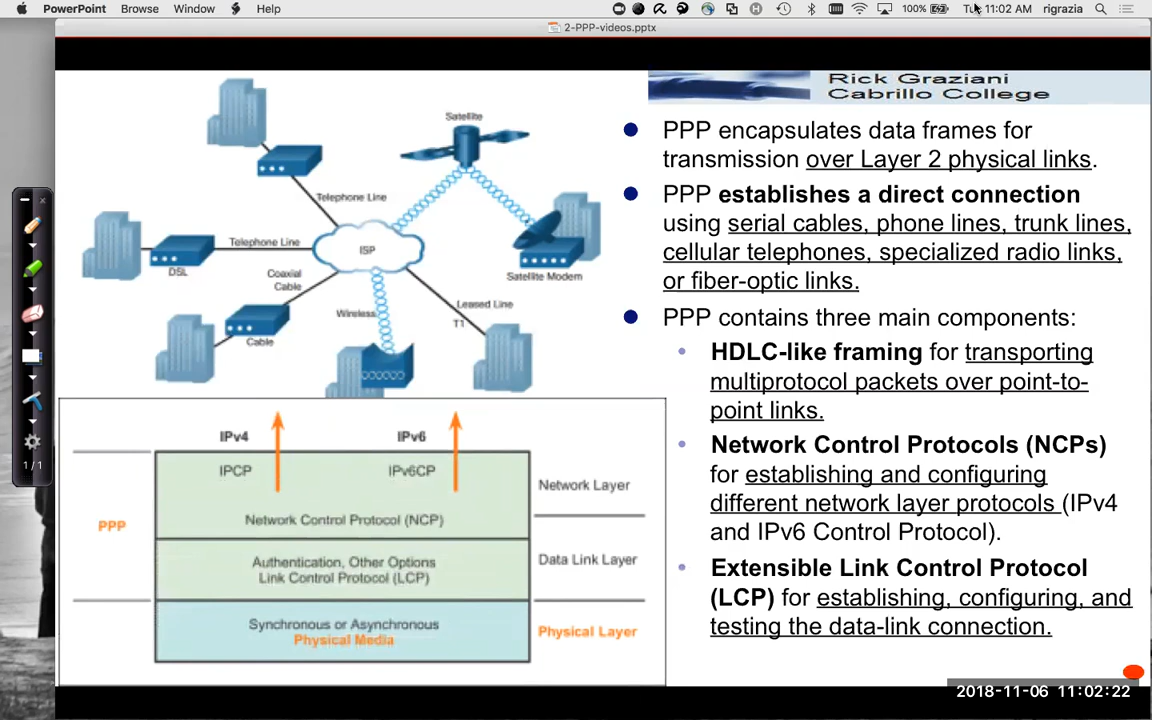 PowerPoint Browse Window Help 100% Tue 11:02 AM rigrazia
2-PPP-videos.pptx
Rick Graziani
Cabrillo College
Satellite
Telephone Line
Telephone Line
ISP
DSL
Coaxial
Cable
Satellite Modem
Wireless
Leased Line
T1
Cable
PPP encapsulates data frames for
transmission over Layer 2 physical links.
PPP establishes a direct connection
using serial cables, phone lines, trunk lines,
cellular telephones, specialized radio links,
or fiber-optic links.
PPP contains three main components:
HDLC-like framing for transporting
multiprotocol packets over point-to-
point links.
Network Control Protocols (NCPs)
for establishing and configuring
different network layer protocols (IPv4
and IPv6 Control Protocol).
Extensible Link Control Protocol
(LCP) for establishing, configuring, and
testing the data-link connection.
IPv4 IPv6
IPCP IPv6CP
Network Layer
PPP
Network Control Protocol (NCP)
Authentication, Other Options
Link Control Protocol (LCP)
Data Link Layer
Synchronous or Asynchronous
Physical Media
Physical Layer
1/1
2018-11-06 11:02:22